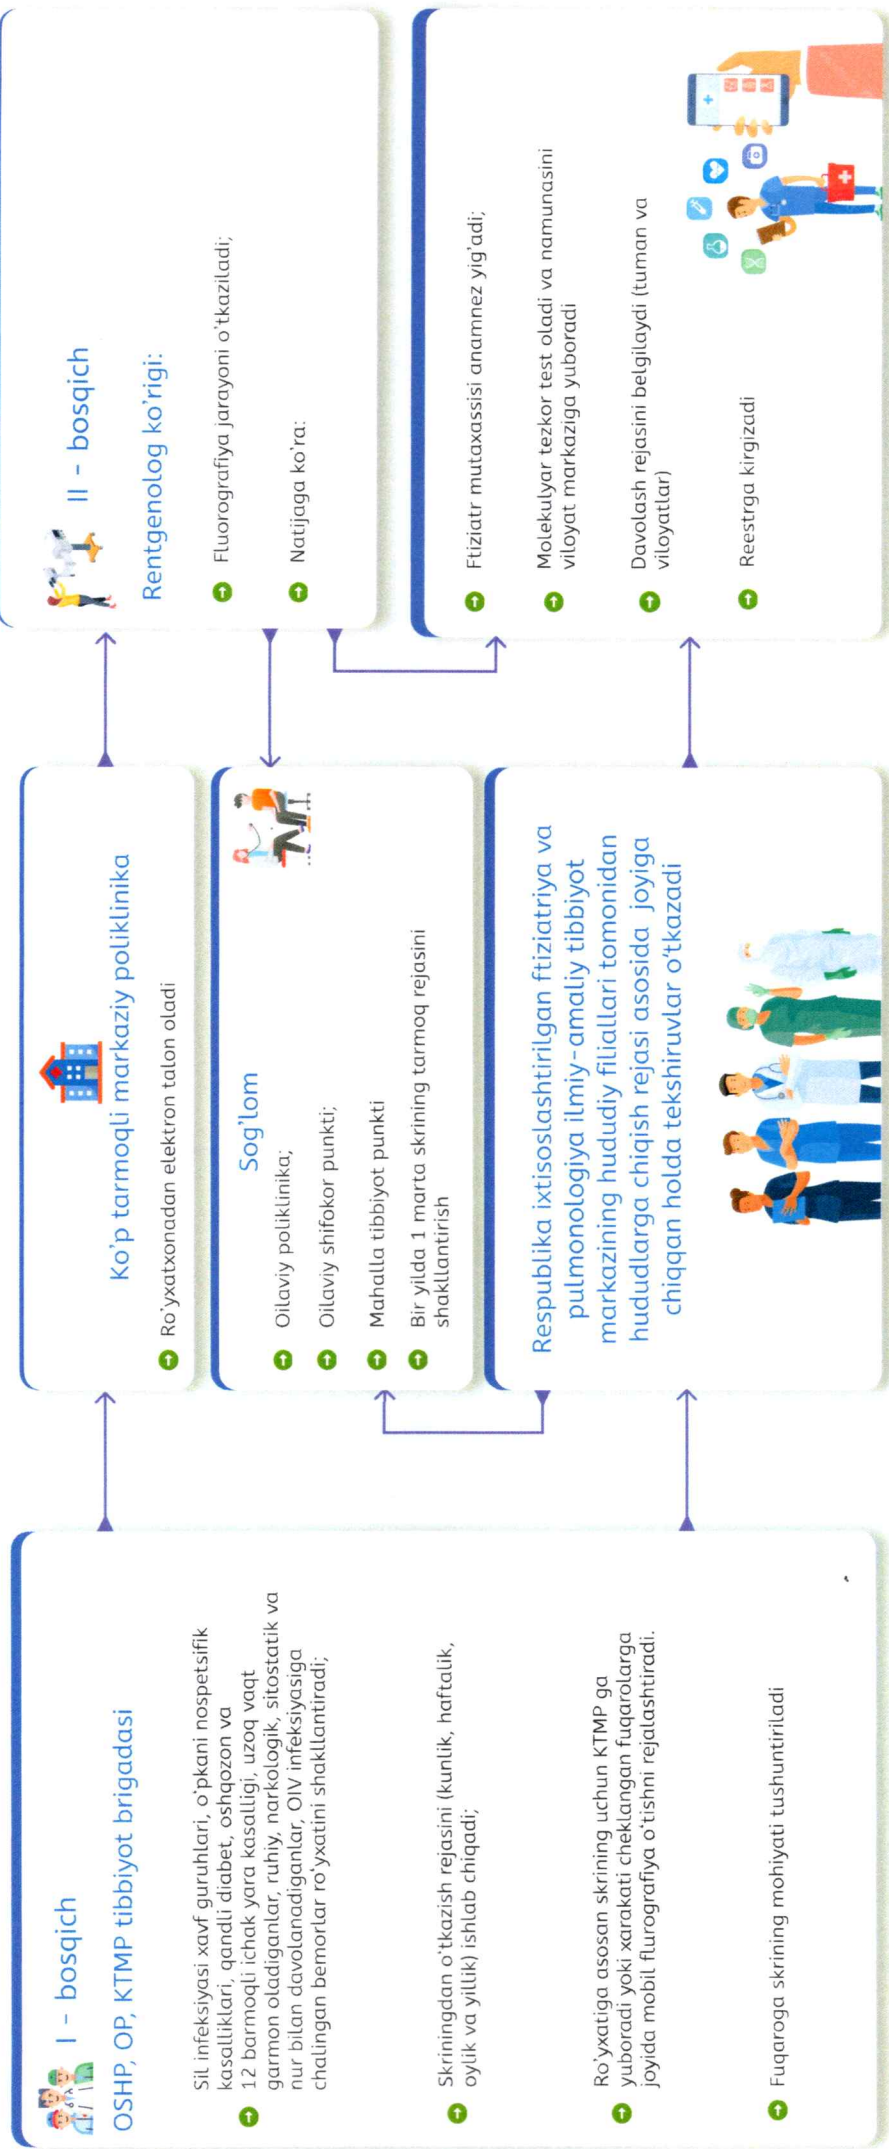 I - bosqich
OSHP, OP, KTMP tibbiyot brigadasi
Sil infeksiyasi xavf guruhlari, o'pkani nospetsifik
kasalliklari, qandli diabet, oshqozon va
12 barmoqli ichak yara kasalligi, uzoq vaqt
garmon oladiganlar, ruhiy, narkologik, sitostatik va
nur bilan davolanadiganlar, OIV infeksiyasiga
chalingan bemorlar ro'yxatini shakllantiradi;
Skriningdan o'tkazish rejasini (kunlik, haftalik,
oylik va yillik) ishlab chiqadi;
Ro'yxatiga asosan skrining uchun KTMP ga
yuboradi yoki xarakati cheklangan fuqarolarga
joyida mobil flurografiya o'tishni rejalashtiradi.
Fuqaroga skrining mohiyati tushuntiriladi
Ko'p tarmoqli markaziy poliklinika
Ro'yxatxonadan elektron talon oladi
Sog'lom
Oilaviy poliklinika;
Oilaviy shifokor punkti;
Mahalla tibbiyot punkti
Bir yilda 1 marta skrining tarmoq rejasini
shakllantirish
Respublika ixtisoslashtirilgan ftiziatriya va
pulmonologiya ilmiy-amaliy tibbiyot
markazining hududiy filiallari tomonidan
hududlarga chiqish rejasi asosida joyiga
chiqqan holda tekshiruvlar o'tkazadi
II - bosqich
Rentgenolog ko'rigi:
Fluorografiya jarayoni o'tkaziladi;
Natijaga ko'ra:
Ftiziatr mutaxassisi anamnez yig'adi;
Molekulyar tezkor test oladi va namunasini
viloyat markaziga yuboradi
Davolash rejasini belgilaydi (tuman va
viloyatlar)
Reestrga kirgizadi